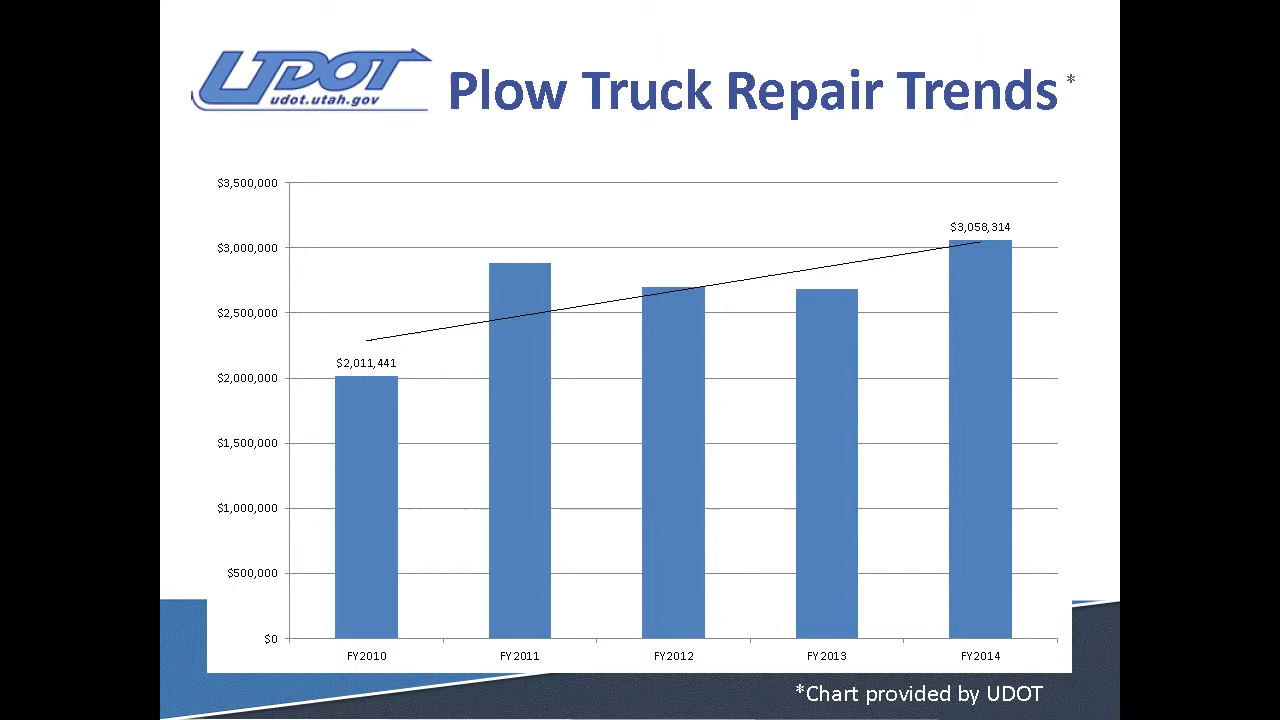 UDOT
udot.utah.gov
Plow Truck Repair Trends *
$3,500,000
$3,000,000
$2,500,000
$2,000,000
$1,500,000
$1,000,000
$500,000
$0
$2,011,441
$3,058,314
FY2010 FY2011 FY2012 FY2013 FY2014
*Chart provided by UDOT